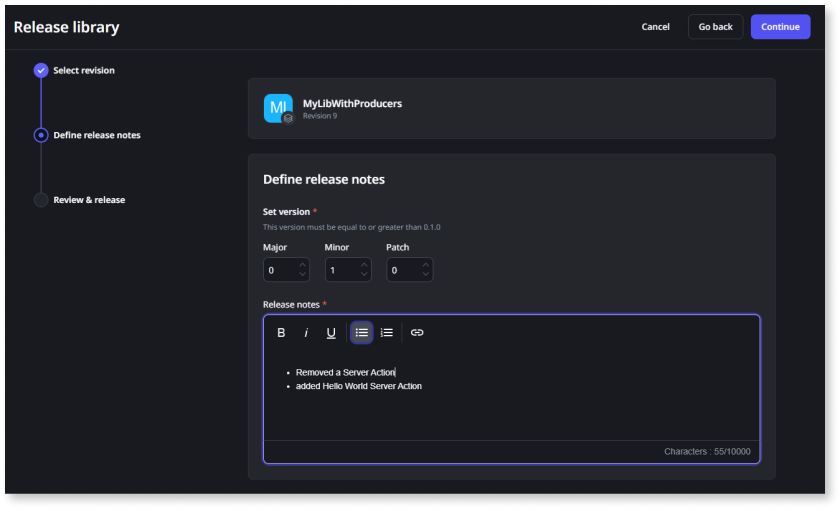 Release library
Cancel
Go back
Continue
Select revision
Define release notes
Review & release
MyLibWithProducers
Revision 9
Define release notes
Set version *
This version must be equal to or greater than 0.1.0
Major
Minor
Patch
0
1
0
Release notes *
B i U
• Removed a Server Action
• added Hello World Server Action
Characters : 55/10000